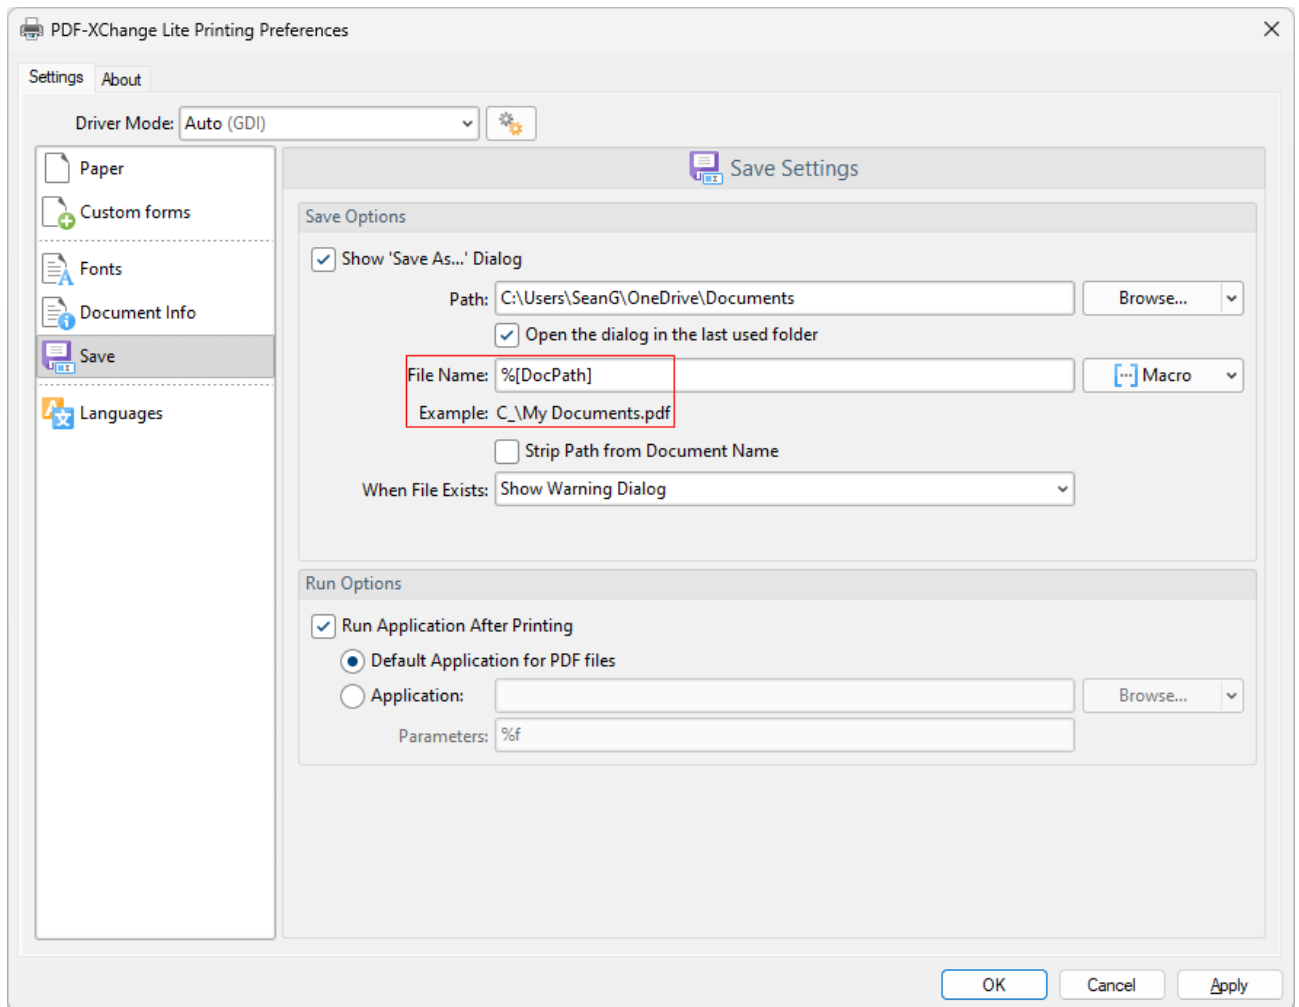 PDF-XChange Lite Printing Preferences
Settings About
Driver Mode: Auto (GDI)
Paper
Custom forms
Fonts
Document Info
Save
Languages
Save Settings
Save Options
Show 'Save As...' Dialog
Path: C:\Users\SeanG\OneDrive\Documents Browse...
Open the dialog in the last used folder
File Name: %[DocPath] Macro
Example: C_\My Documents.pdf
Strip Path from Document Name
When File Exists: Show Warning Dialog
Run Options
Run Application After Printing
Default Application for PDF files
Application: Browse...
Parameters: %f
OK Cancel Apply